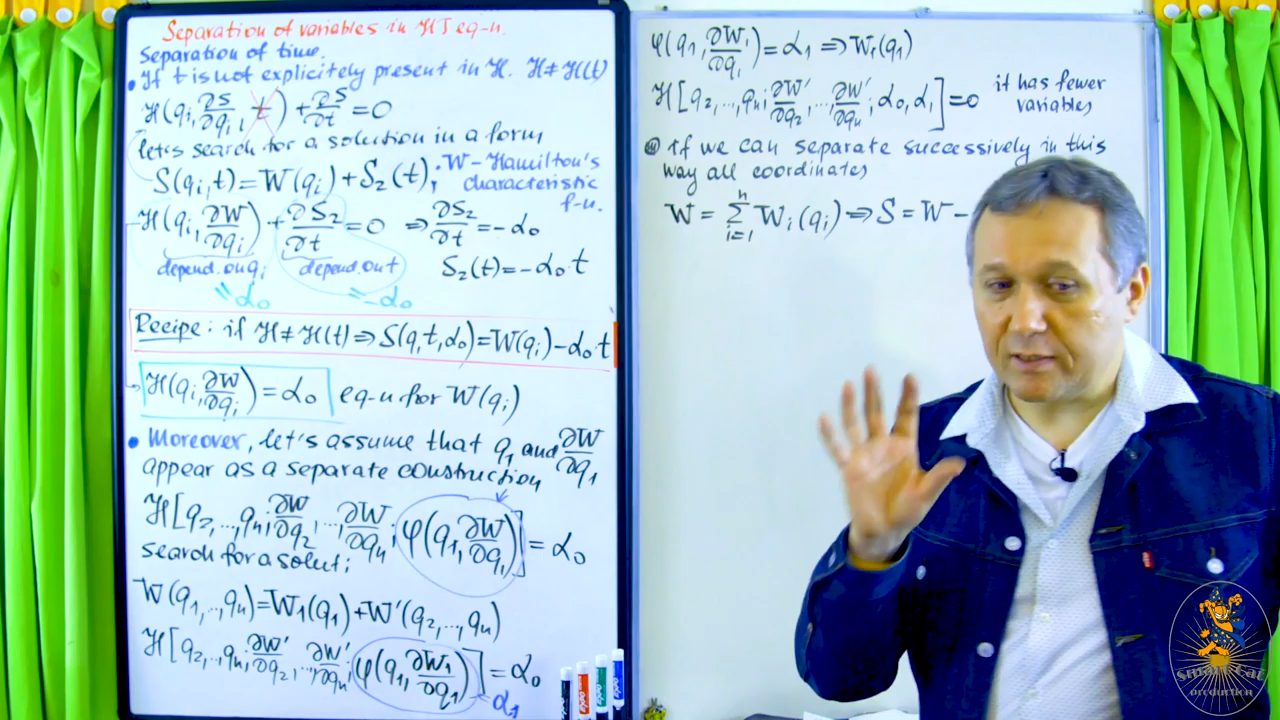 Separation of variables in HJ eq-n.
Separation of time.
• If t is not explicitely present in ℋ. ℋ≠ℋ(t)
ℋ(qᵢ, ∂S/∂qᵢ, t) + ∂S/∂t = 0
let's search for a solution in a form
S(qᵢ,t) = W(qᵢ) + S₂(t); W – Hamilton's
characteristic
f-n.
ℋ(qᵢ, ∂W/∂qᵢ) + ∂S₂/∂t = 0 ⇒ ∂S₂/∂t = -α₀
depend. on qᵢ depend. on t S₂(t) = -α₀·t
= α₀ = -α₀
Recipe: if ℋ≠ℋ(t) ⇒ S(q,t,α₀) = W(qᵢ) - α₀t
ℋ(qᵢ, ∂W/∂qᵢ) = α₀ eq-n for W(qᵢ)
• Moreover, let's assume that q₁ and ∂W/∂q₁
appear as a separate construction
ℋ[q₂,...,qₙ; ∂W/∂q₂,...,∂W/∂qₙ; φ(q₁, ∂W/∂q₁)] = α₀
search for a solut;
W(q₁,...,qₙ) = W₁(q₁) + W'(q₂,...,qₙ)
ℋ[q₂,...,qₙ; ∂W'/∂q₂,...,∂W'/∂qₙ; φ(q₁, ∂W₁/∂q₁)] = α₀
= α₁
φ(q₁, ∂W₁/∂q₁) = α₁ ⇒ W₁(q₁)
ℋ[q₂,...,qₙ; ∂W'/∂q₂,...,∂W'/∂qₙ; α₀, α₁] = 0 it has fewer
variables
if we can separate successively in this
way all coordinates
W = ∑ᵢ₌₁ⁿ Wᵢ(qᵢ) ⇒ S = W -
production